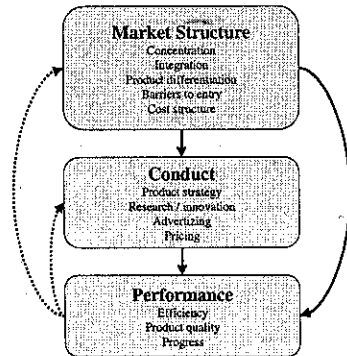 Market Structure
Concentration
Integration
Product differentiation
Barriers to entry
Cost structure
Conduct
Product strategy
Research / innovation
Advertizing
Pricing
Performance
Efficiency
Product quality
Progress